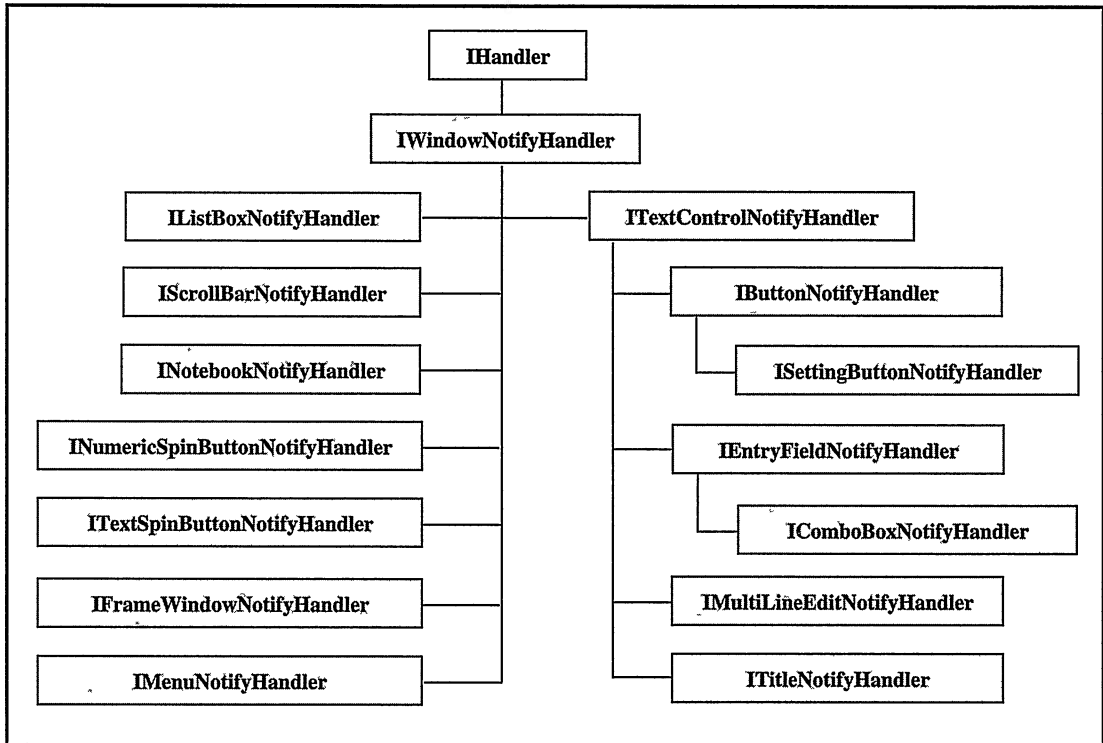 IHandler
IWindowNotifyHandler
IListBoxNotifyHandler
ITextControlNotifyHandler
IScrollBarNotifyHandler
IButtonNotifyHandler
INotebookNotifyHandler
ISettingButtonNotifyHandler
INumericSpinButtonNotifyHandler
IEntryFieldNotifyHandler
ITextSpinButtonNotifyHandler
IComboBoxNotifyHandler
IFrameWindowNotifyHandler
IMultiLineEditNotifyHandler
IMenuNotifyHandler
ITitleNotifyHandler